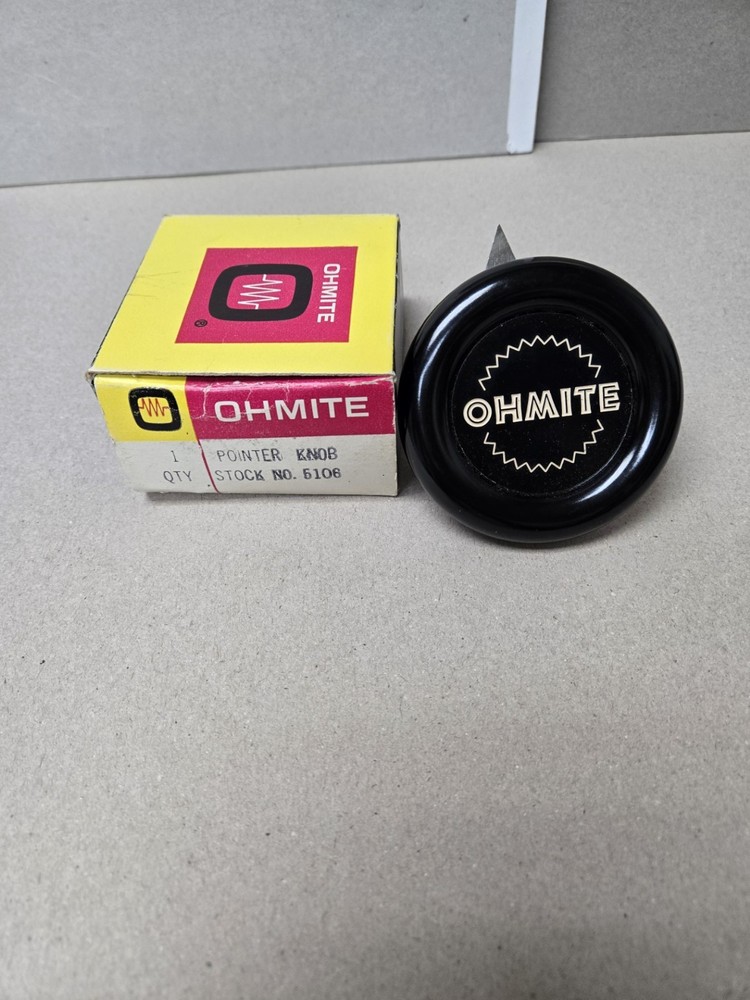 OHMITE
®
OHMITE
1 POINTER KNOB
QTY STOCK NO. 5106
OHMITE